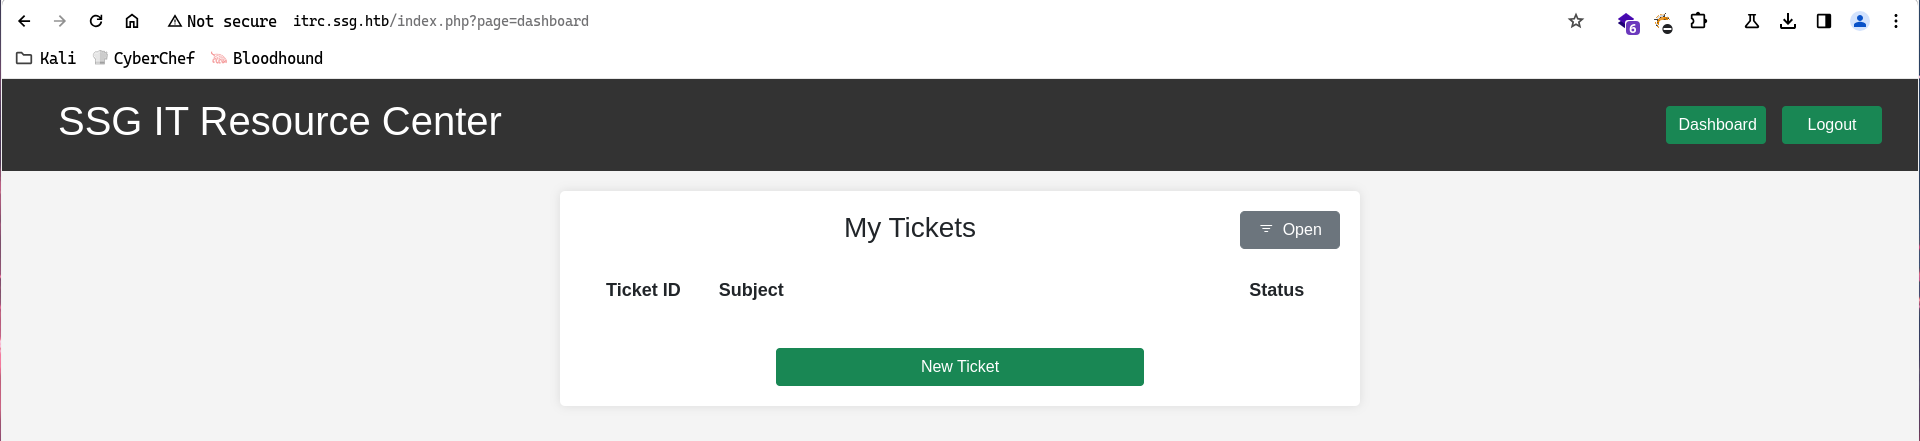 Not secure itrc.ssg.htb/index.php?page=dashboard
6
Kali CyberChef Bloodhound
SSG IT Resource Center
Dashboard Logout
My Tickets
Open
Ticket ID Subject Status
New Ticket